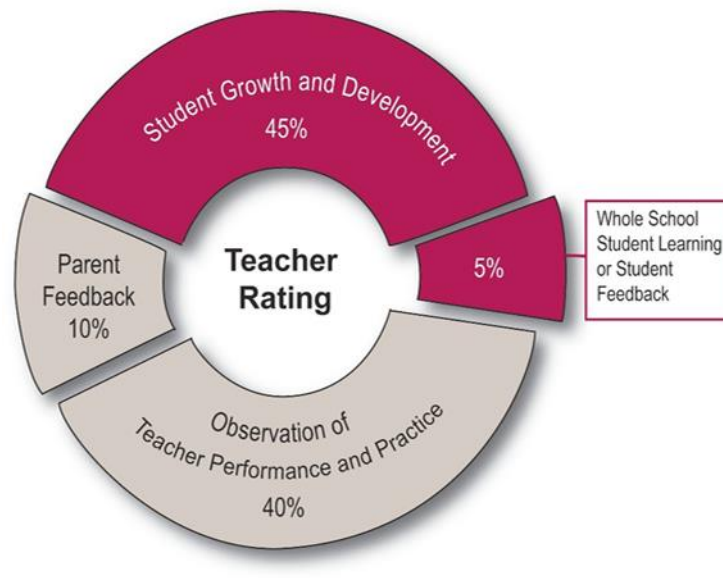 Student Growth and Development
45%
Parent
Feedback
10%
Teacher
Rating
5%
Whole School
Student Learning
or Student
Feedback
Observation of
Teacher Performance and Practice
40%